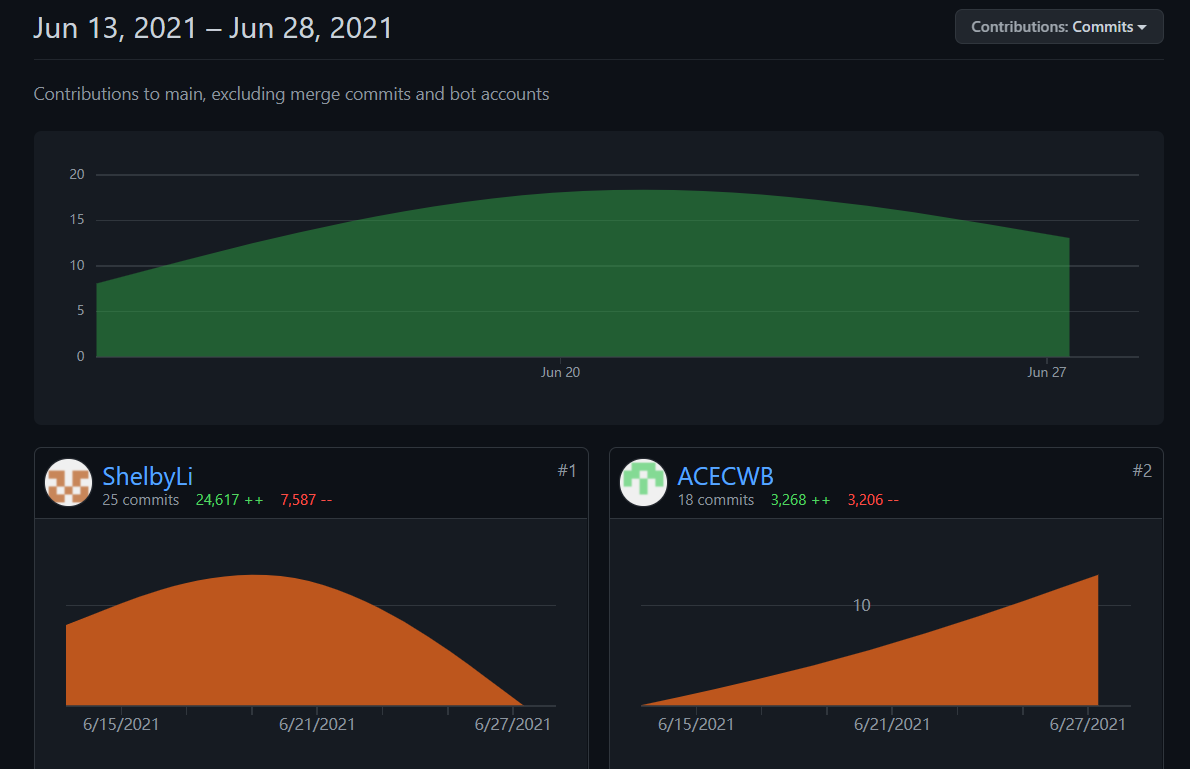 Jun 13, 2021 – Jun 28, 2021
Contributions: Commits
Contributions to main, excluding merge commits and bot accounts
20
15
10
5
0
Jun 20 Jun 27
ShelbyLi #1
25 commits 24,617 ++ 7,587 --
6/15/2021 6/21/2021 6/27/2021
ACECWB #2
18 commits 3,268 ++ 3,206 --
10
6/15/2021 6/21/2021 6/27/2021